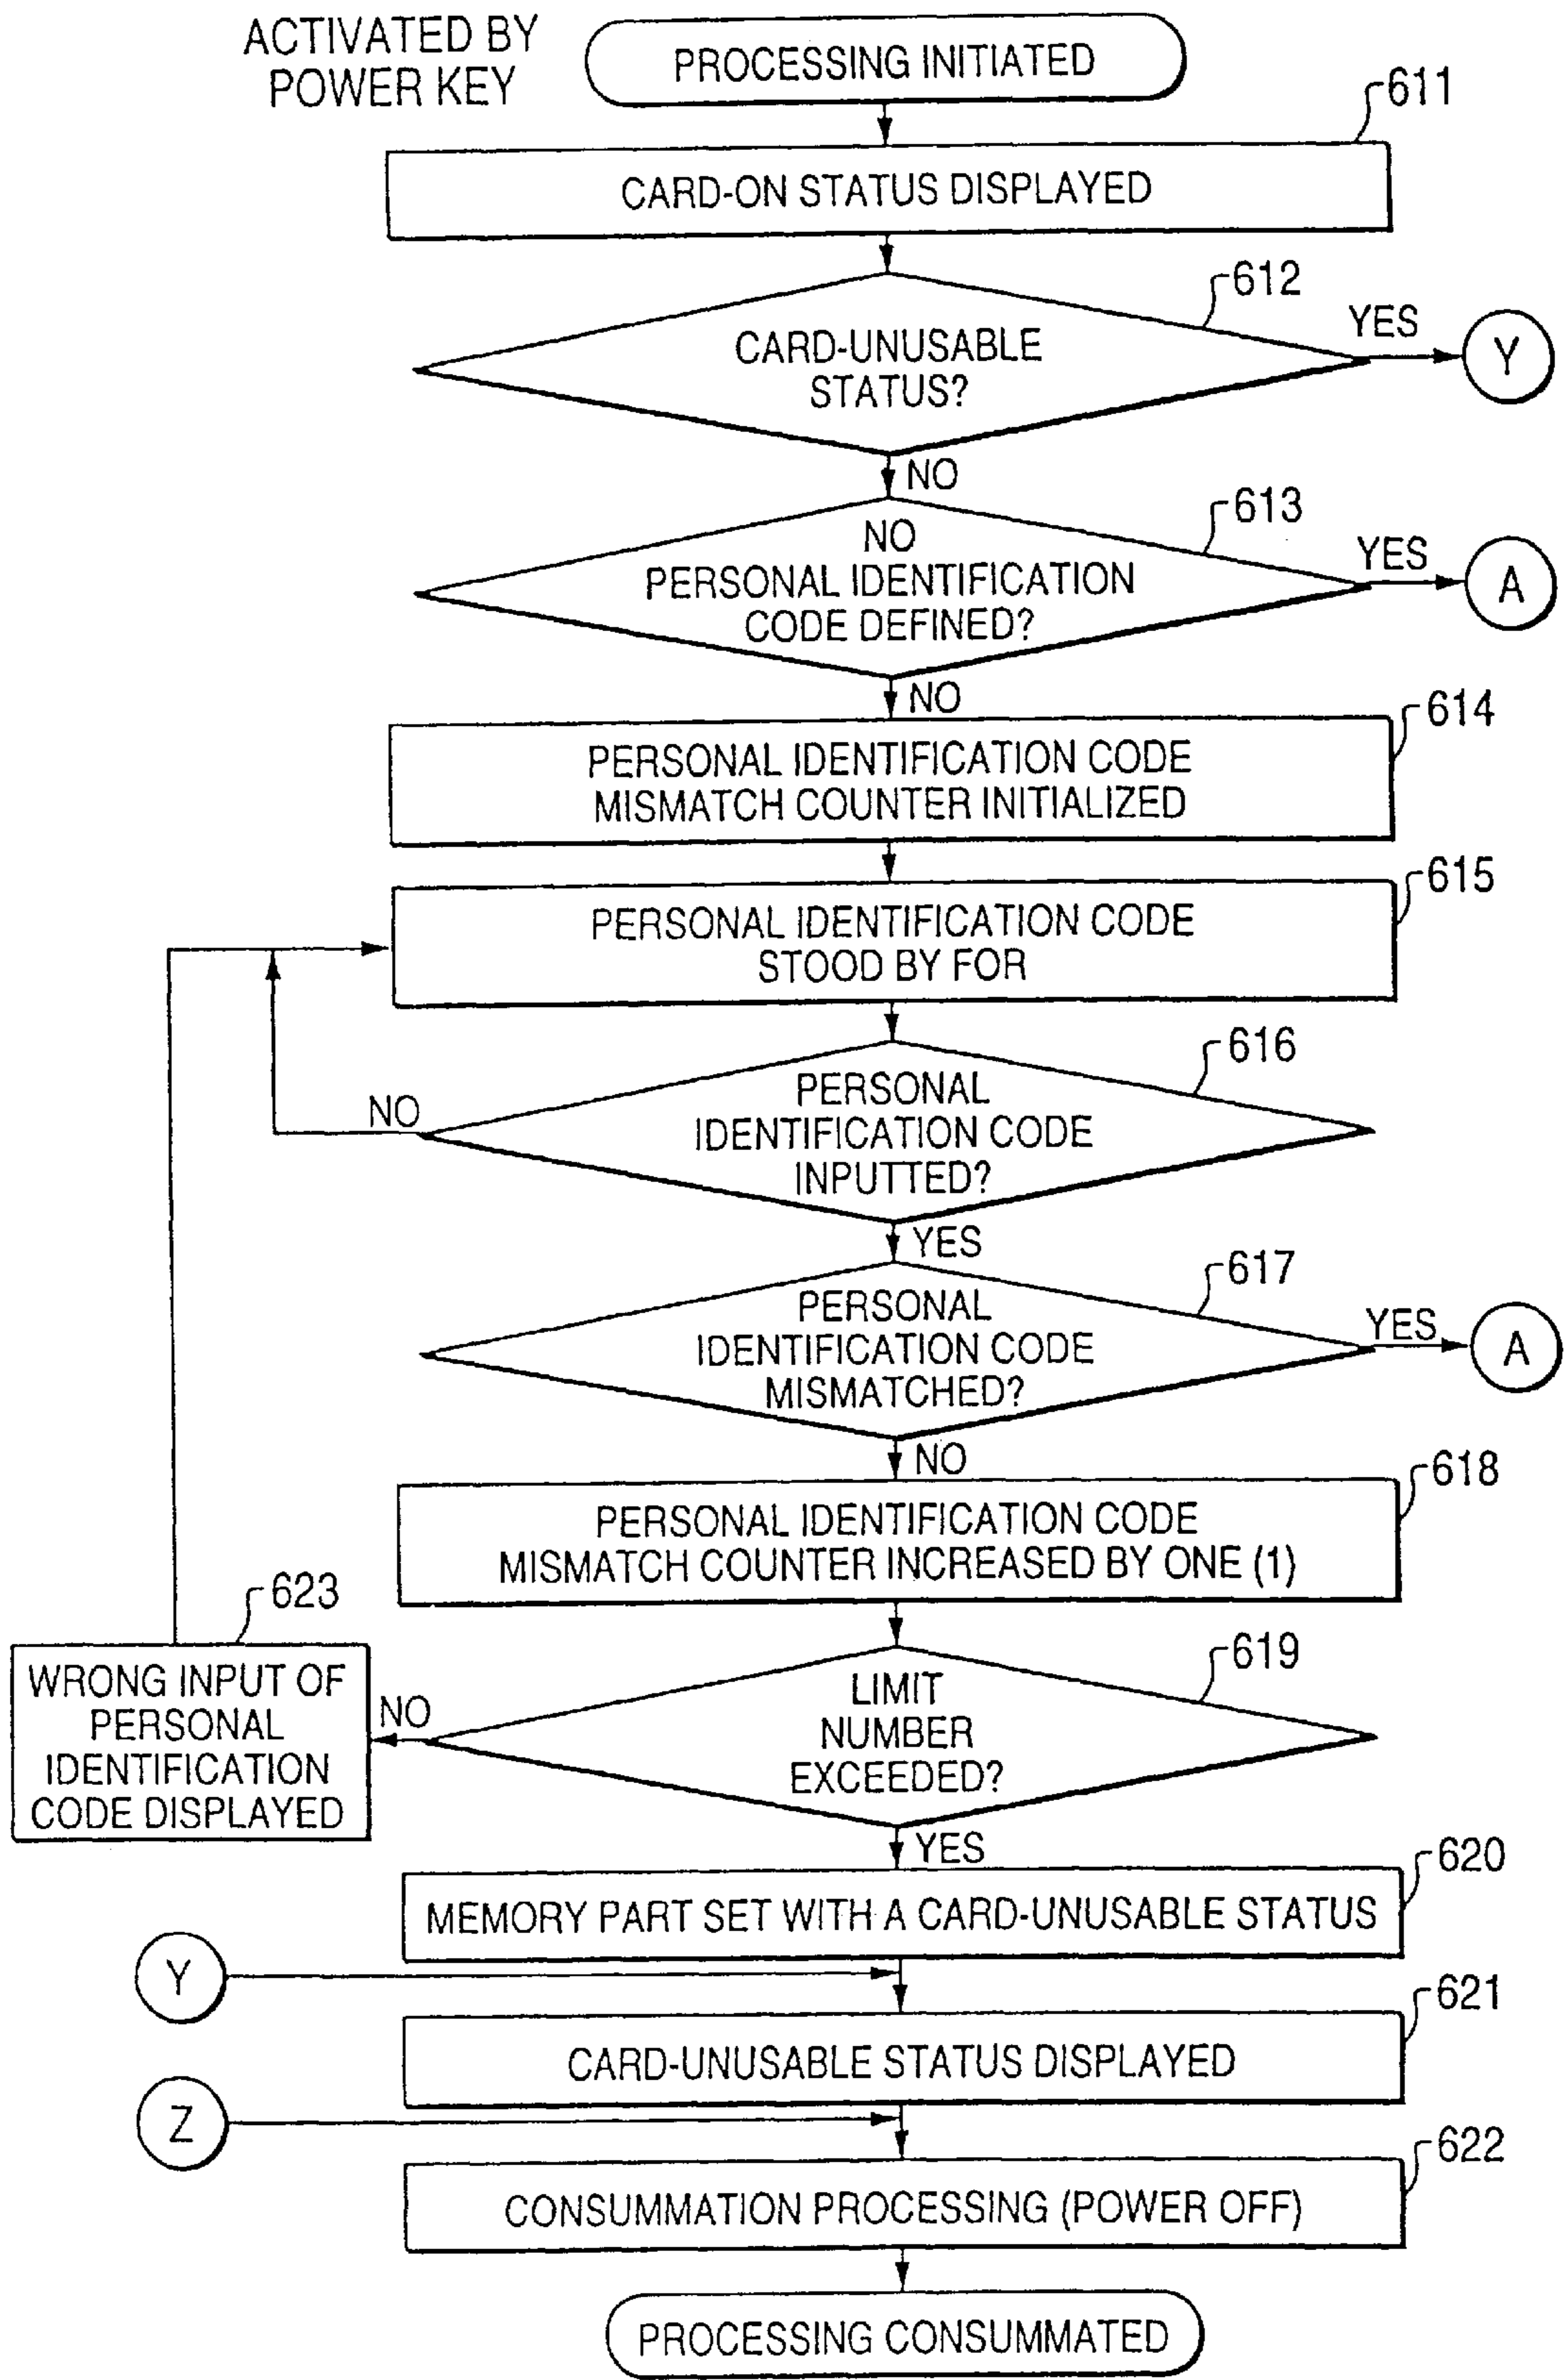 ACTIVATED BY
POWER KEY
PROCESSING INITIATED
611
CARD-ON STATUS DISPLAYED
612
CARD-UNUSABLE
STATUS?
YES
Y
NO
613
NO
PERSONAL IDENTIFICATION
CODE DEFINED?
YES
A
NO
614
PERSONAL IDENTIFICATION CODE
MISMATCH COUNTER INITIALIZED
615
PERSONAL IDENTIFICATION CODE
STOOD BY FOR
616
PERSONAL
IDENTIFICATION CODE
INPUTTED?
NO
YES
617
PERSONAL
IDENTIFICATION CODE
MISMATCHED?
YES
A
NO
618
PERSONAL IDENTIFICATION CODE
MISMATCH COUNTER INCREASED BY ONE (1)
619
LIMIT
NUMBER
EXCEEDED?
NO
623
WRONG INPUT OF
PERSONAL
IDENTIFICATION
CODE DISPLAYED
YES
620
MEMORY PART SET WITH A CARD-UNUSABLE STATUS
Y
621
CARD-UNUSABLE STATUS DISPLAYED
Z
622
CONSUMMATION PROCESSING (POWER OFF)
PROCESSING CONSUMMATED